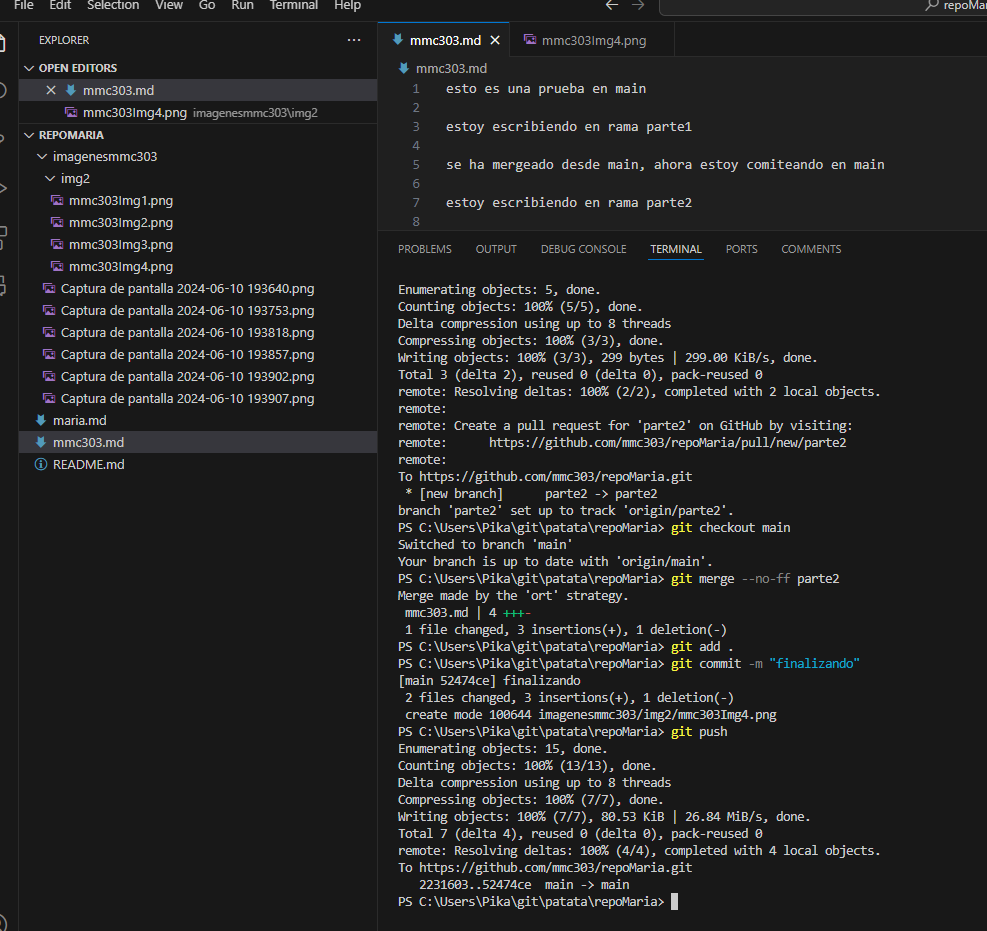 File Edit Selection View Go Run Terminal Help
EXPLORER
OPEN EDITORS
mmc303.md
mmc303Img4.png imagenesmmc303\img2
REPOMARIA
imagenesmmc303
img2
mmc303Img1.png
mmc303Img2.png
mmc303Img3.png
mmc303Img4.png
Captura de pantalla 2024-06-10 193640.png
Captura de pantalla 2024-06-10 193753.png
Captura de pantalla 2024-06-10 193818.png
Captura de pantalla 2024-06-10 193857.png
Captura de pantalla 2024-06-10 193902.png
Captura de pantalla 2024-06-10 193907.png
maria.md
mmc303.md
README.md
mmc303.md mmc303Img4.png
mmc303.md
1 esto es una prueba en main
2
3 estoy escribiendo en rama parte1
4
5 se ha mergeado desde main, ahora estoy comiteando en main
6
7 estoy escribiendo en rama parte2
8
PROBLEMS OUTPUT DEBUG CONSOLE TERMINAL PORTS COMMENTS
Enumerating objects: 5, done.
Counting objects: 100% (5/5), done.
Delta compression using up to 8 threads
Compressing objects: 100% (3/3), done.
Writing objects: 100% (3/3), 299 bytes | 299.00 KiB/s, done.
Total 3 (delta 2), reused 0 (delta 0), pack-reused 0
remote: Resolving deltas: 100% (2/2), completed with 2 local objects.
remote:
remote: Create a pull request for 'parte2' on GitHub by visiting:
remote:      https://github.com/mmc303/repoMaria/pull/new/parte2
remote:
To https://github.com/mmc303/repoMaria.git
 * [new branch]      parte2 -> parte2
branch 'parte2' set up to track 'origin/parte2'.
PS C:\Users\Pika\git\patata\repoMaria> git checkout main
Switched to branch 'main'
Your branch is up to date with 'origin/main'.
PS C:\Users\Pika\git\patata\repoMaria> git merge --no-ff parte2
Merge made by the 'ort' strategy.
 mmc303.md | 4 +++-
 1 file changed, 3 insertions(+), 1 deletion(-)
PS C:\Users\Pika\git\patata\repoMaria> git add .
PS C:\Users\Pika\git\patata\repoMaria> git commit -m "finalizando"
[main 52474ce] finalizando
 2 files changed, 3 insertions(+), 1 deletion(-)
 create mode 100644 imagenesmmc303/img2/mmc303Img4.png
PS C:\Users\Pika\git\patata\repoMaria> git push
Enumerating objects: 15, done.
Counting objects: 100% (13/13), done.
Delta compression using up to 8 threads
Compressing objects: 100% (7/7), done.
Writing objects: 100% (7/7), 80.53 KiB | 26.84 MiB/s, done.
Total 7 (delta 4), reused 0 (delta 0), pack-reused 0
remote: Resolving deltas: 100% (4/4), completed with 4 local objects.
To https://github.com/mmc303/repoMaria.git
   2231603..52474ce  main -> main
PS C:\Users\Pika\git\patata\repoMaria>